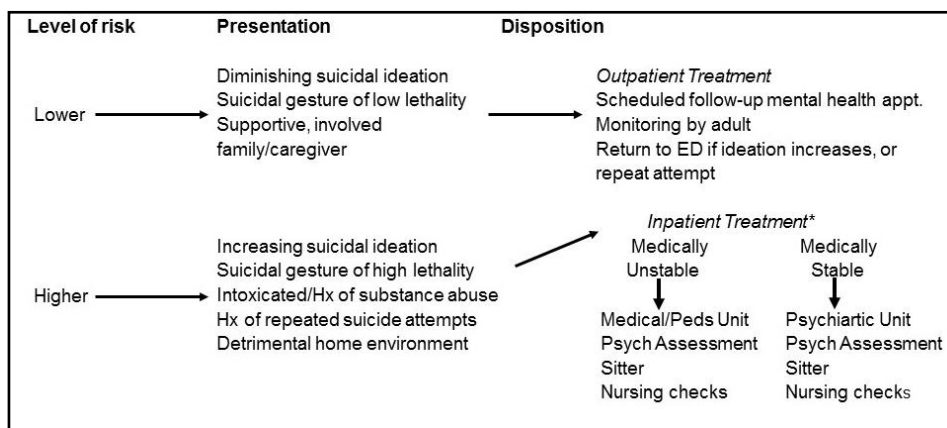 Level of risk
Presentation
Disposition
Lower
Diminishing suicidal ideation
Suicidal gesture of low lethality
Supportive, involved
family/caregiver
Outpatient Treatment
Scheduled follow-up mental health appt.
Monitoring by adult
Return to ED if ideation increases, or
repeat attempt
Higher
Increasing suicidal ideation
Suicidal gesture of high lethality
Intoxicated/Hx of substance abuse
Hx of repeated suicide attempts
Detrimental home environment
Inpatient Treatment*
Medically
Unstable
Medical/Peds Unit
Psych Assessment
Sitter
Nursing checks
Medically
Stable
Psychiartic Unit
Psych Assessment
Sitter
Nursing checks